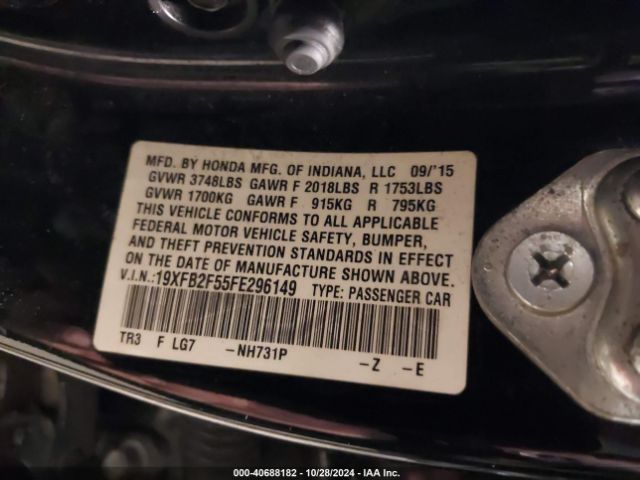 MFD. BY HONDA MFG. OF INDIANA, LLC 09/'15
GVWR 3748LBS GAWR F 2018LBS R 1753LBS
GVWR 1700KG GAWR F 915KG R 795KG
THIS VEHICLE CONFORMS TO ALL APPLICABLE
FEDERAL MOTOR VEHICLE SAFETY, BUMPER,
AND THEFT PREVENTION STANDARDS IN EFFECT
ON THE DATE OF MANUFACTURE SHOWN ABOVE.
V.I.N.:19XFB2F55FE296149 TYPE: PASSENGER CAR
TR3 F LG7 -NH731P -Z -E
000-40688182 | 10/28/2024 | IAA Inc.